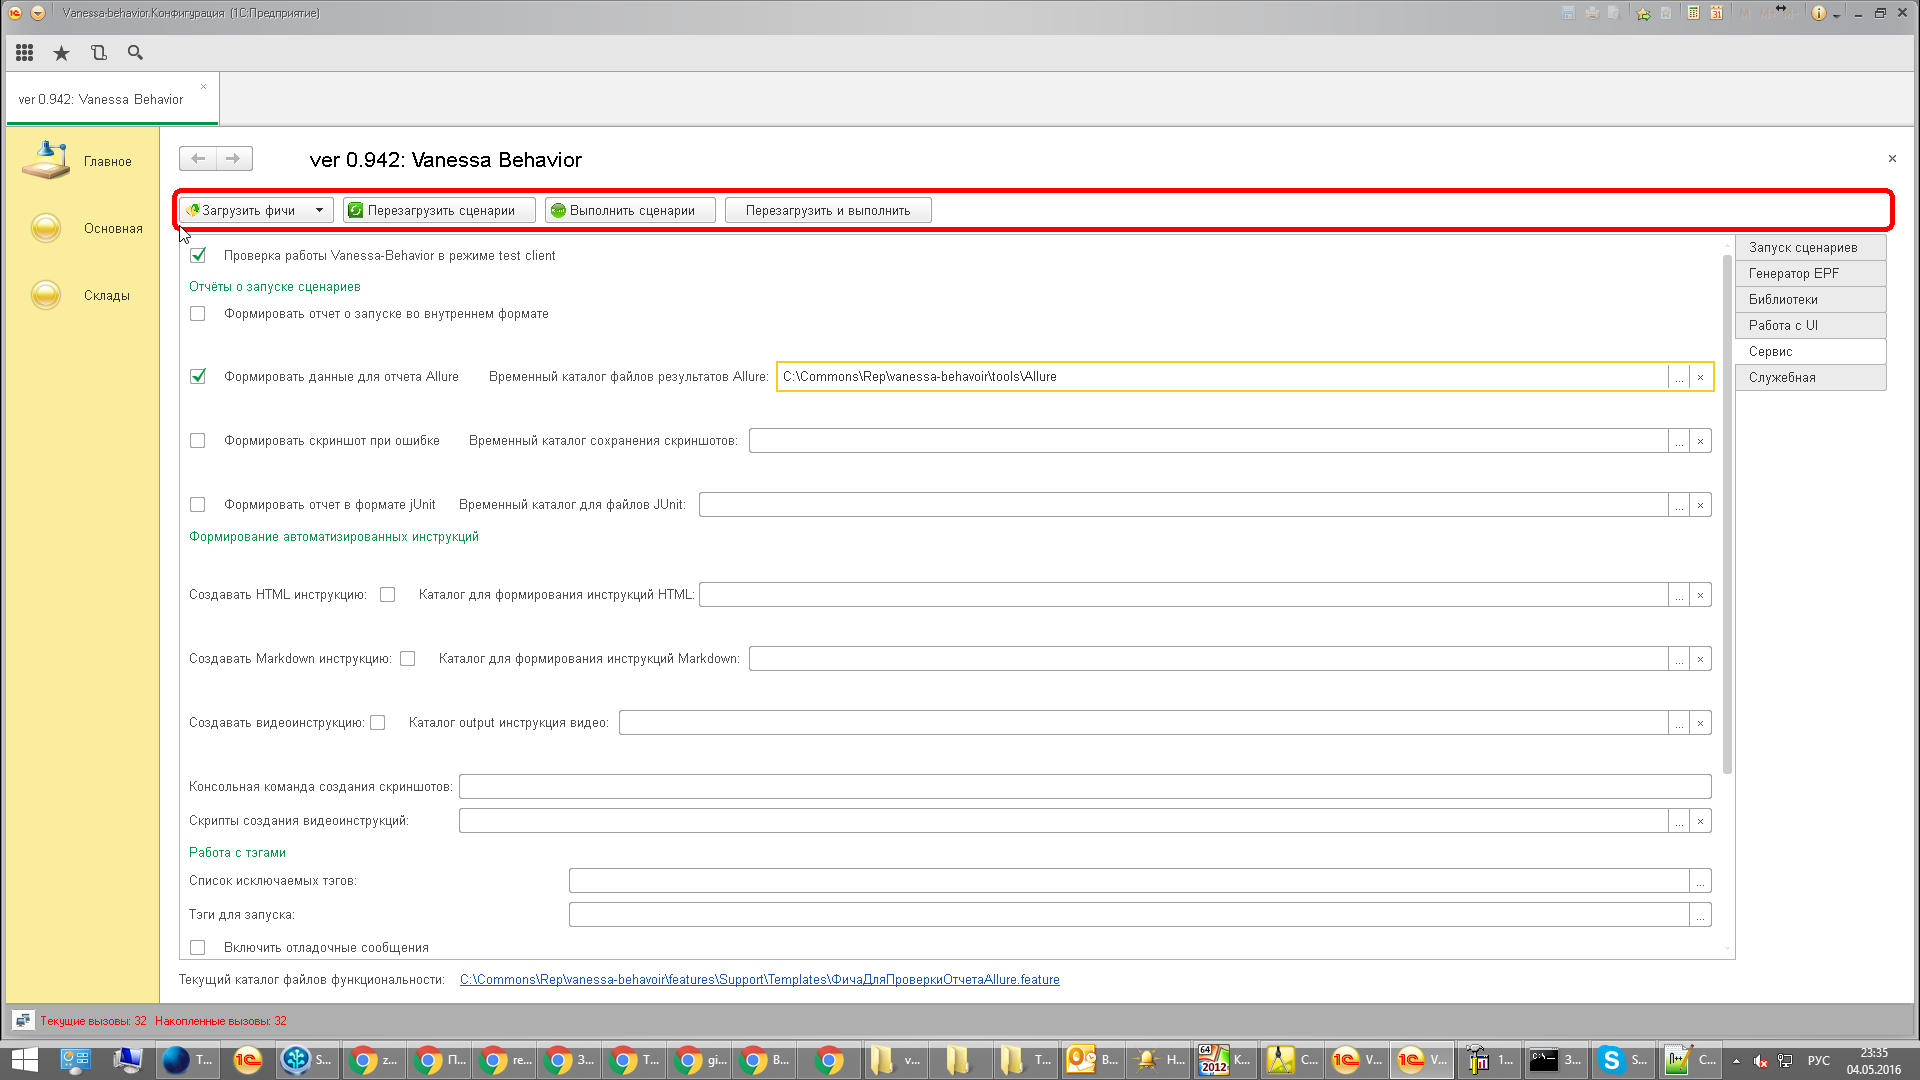 Vanessa-behavior.Конфигурация (1С:Предприятие)
ver 0.942: Vanessa Behavior
Главное
Основная
Склады
ver 0.942: Vanessa Behavior
Загрузить фичи
Перезагрузить сценарии
Выполнить сценарии
Перезагрузить и выполнить
Проверка работы Vanessa-Behavior в режиме test client
Отчёты о запуске сценариев
Формировать отчет о запуске во внутреннем формате
Формировать данные для отчета Allure
Временный каталог файлов результатов Allure:
C:\Commons\Rep\vanessa-behavoir\tools\Allure
Формировать скриншот при ошибке
Временный каталог сохранения скриншотов:
Формировать отчет в формате jUnit
Временный каталог для файлов JUnit:
Формирование автоматизированных инструкций
Создавать HTML инструкцию:
Каталог для формирования инструкций HTML:
Создавать Markdown инструкцию:
Каталог для формирования инструкций Markdown:
Создавать видеоинструкцию:
Каталог output инструкция видео:
Консольная команда создания скриншотов:
Скрипты создания видеоинструкций:
Работа с тэгами
Список исключаемых тэгов:
Тэги для запуска:
Включить отладочные сообщения
Запуск сценариев
Генератор EPF
Библиотеки
Работа с UI
Сервис
Служебная
Текущий каталог файлов функциональности:
C:\Commons\Rep\vanessa-behavoir\features\Support\Templates\ФичаДляПроверкиОтчетаAllure.feature
Текущие вызовы: 32 Накопленные вызовы: 32
T... S... z... П... re... З... Т... gi... В... v... Т... В... Н... К... С... V... V... 1... З... S... С...
РУС
23:35
04.05.2016